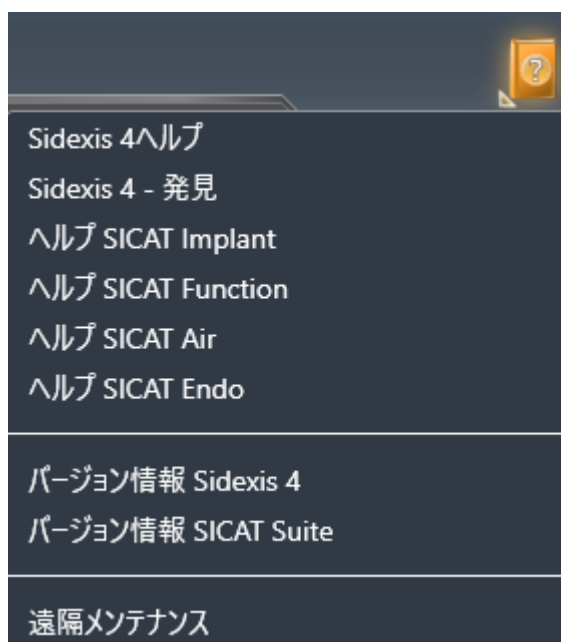 Sidexis 4ヘルプ
Sidexis 4 - 発見
ヘルプ SICAT Implant
ヘルプ SICAT Function
ヘルプ SICAT Air
ヘルプ SICAT Endo
バージョン情報 Sidexis 4
バージョン情報 SICAT Suite
遠隔メンテナンス